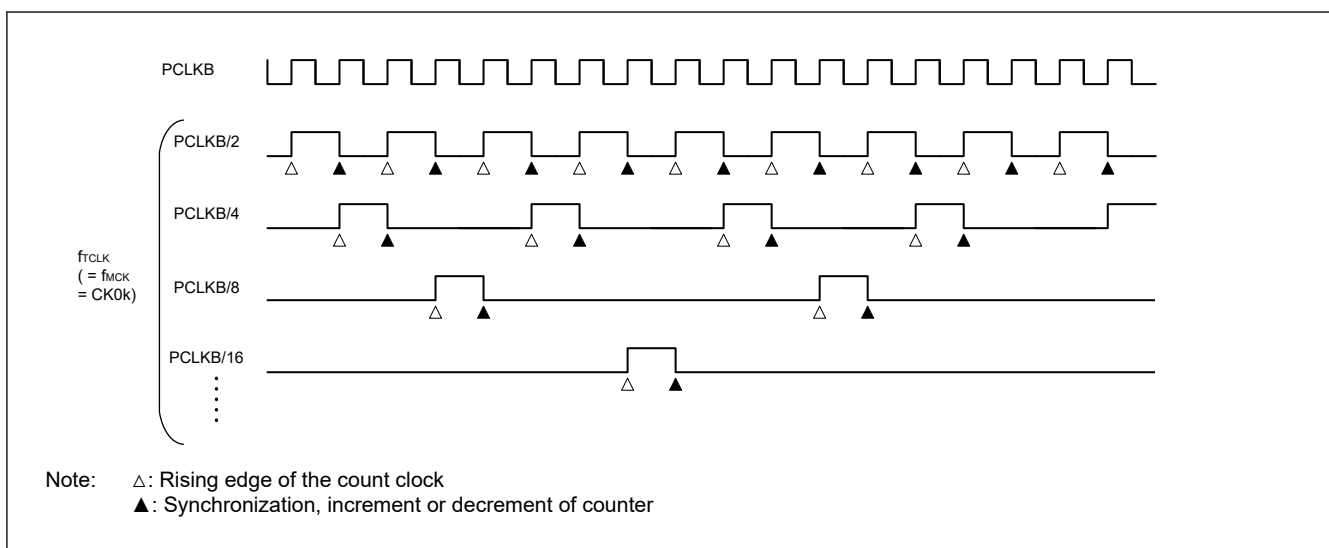 PCLKB
PCLKB/2
PCLKB/4
fTCLK
( = fMCK
= CK0k)
PCLKB/8
PCLKB/16
Note: △: Rising edge of the count clock
▲: Synchronization, increment or decrement of counter